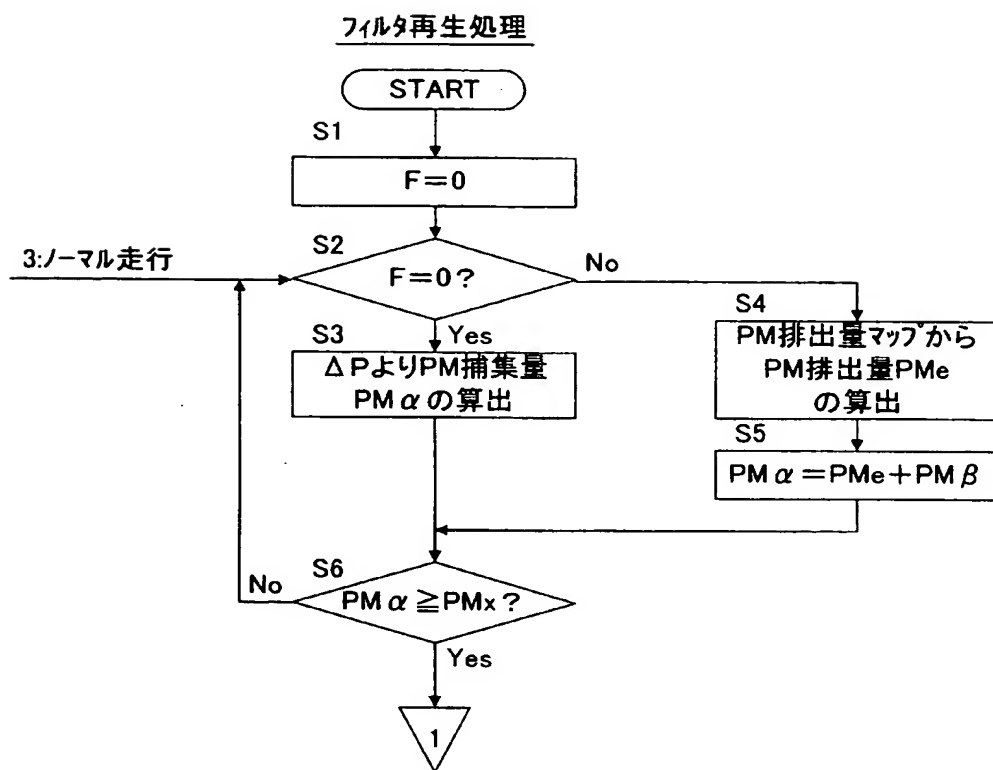 フィルタ再生処理
START
S1
F=0
3:ノーマル走行
S2
F=0?
No
Yes
S3
ΔPよりPM捕集量
PMαの算出
S4
PM排出量マップから
PM排出量PMe
の算出
S5
PMα=PMe+PMβ
S6
No
PMα≧PMx?
Yes
1